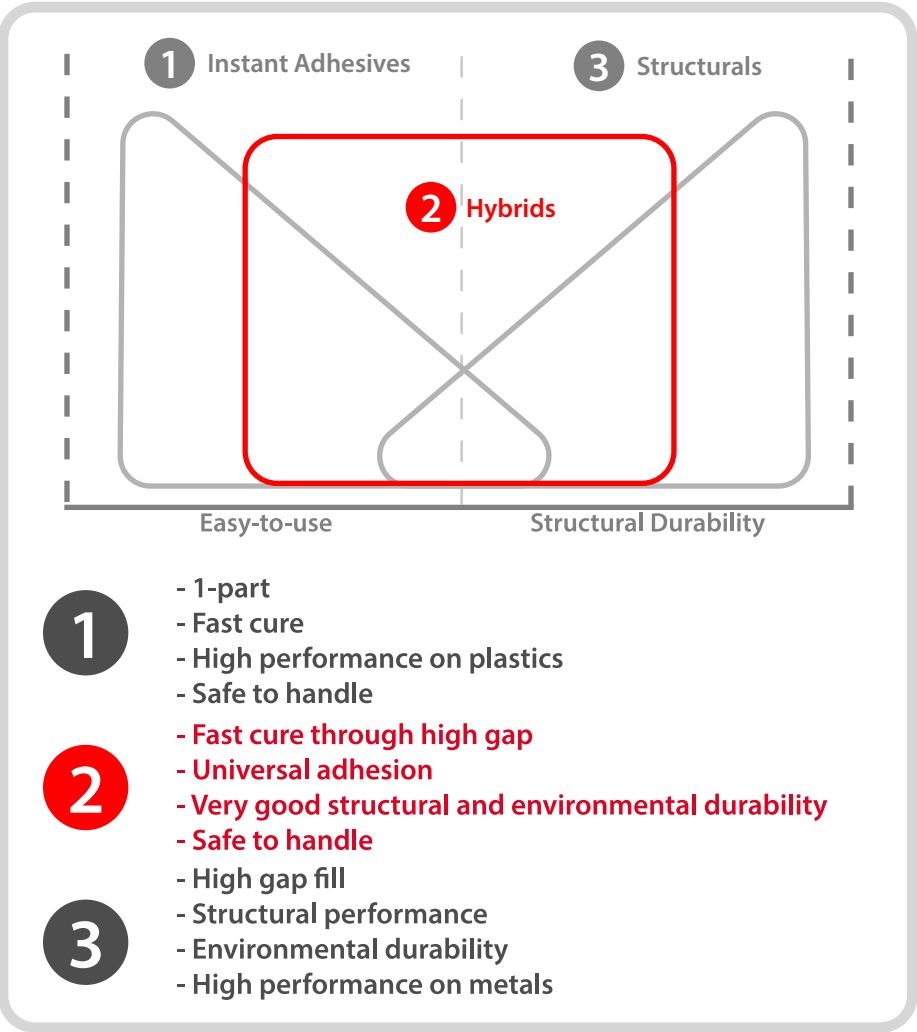 1 Instant Adhesives
3 Structurals
2 Hybrids
Easy-to-use
Structural Durability
1
- 1-part
- Fast cure
- High performance on plastics
- Safe to handle
2
- Fast cure through high gap
- Universal adhesion
- Very good structural and environmental durability
- Safe to handle
3
- High gap fill
- Structural performance
- Environmental durability
- High performance on metals